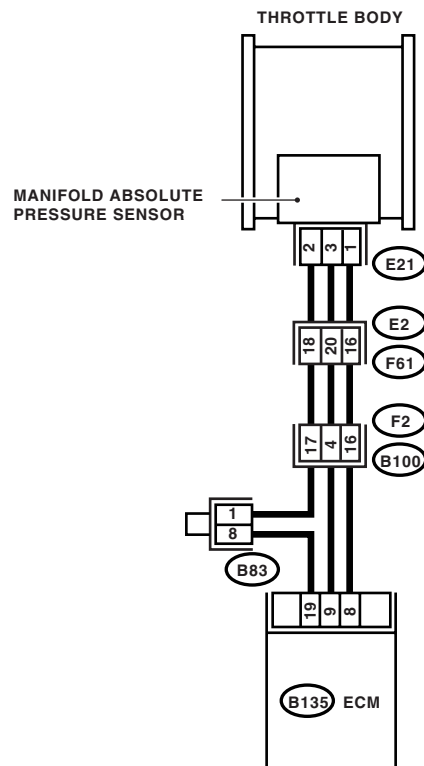 THROTTLE BODY
MANIFOLD ABSOLUTE
PRESSURE SENSOR
2 3 1
E21
E2
18 20 16
F61
F2
17 4 16
B100
1
8
B83
19 9 8
B135 ECM